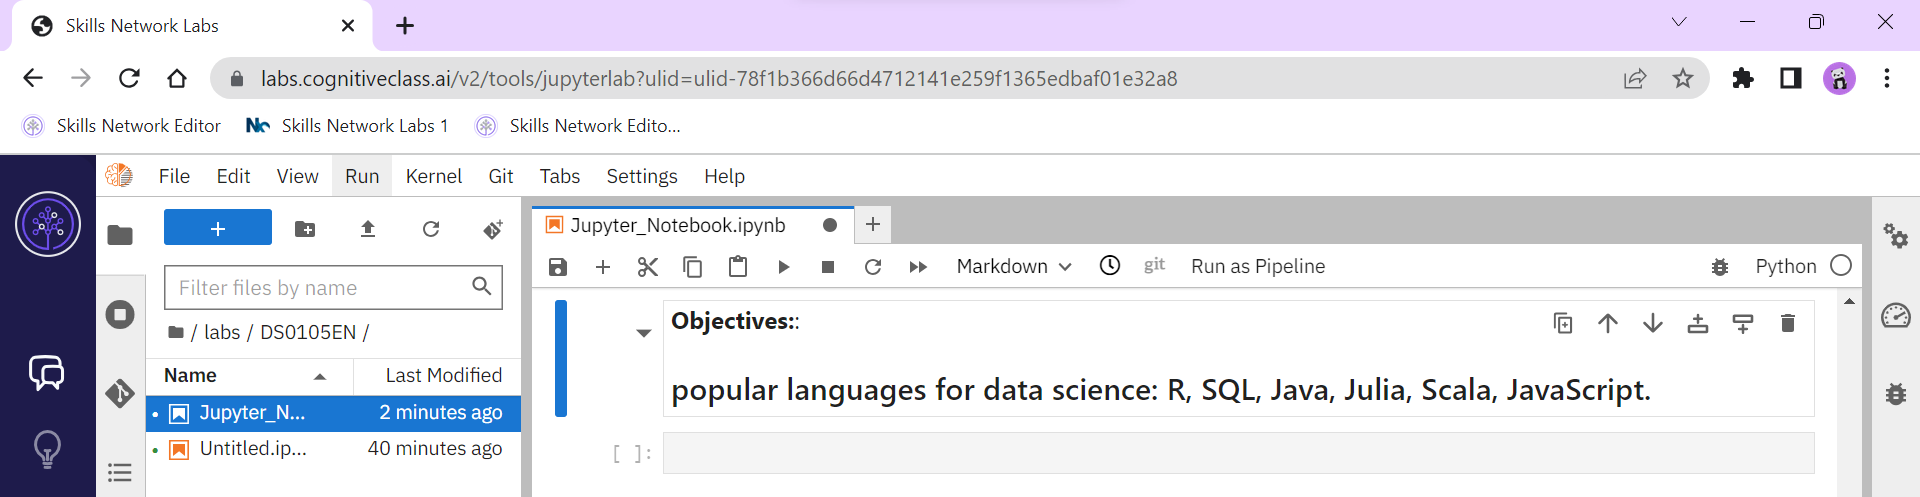 Skills Network Labs
labs.cognitiveclass.ai/v2/tools/jupyterlab?ulid=ulid-78f1b366d66d4712141e259f1365edbaf01e32a8
Skills Network Editor Skills Network Labs 1 Skills Network Edito...
File Edit View Run Kernel Git Tabs Settings Help
Jupyter_Notebook.ipynb
Markdown git Run as Pipeline Python
Filter files by name
/ labs / DS0105EN /
Name Last Modified
Jupyter_N... 2 minutes ago
Untitled.ip... 40 minutes ago
Objectives::
popular languages for data science: R, SQL, Java, Julia, Scala, JavaScript.
[ ]: